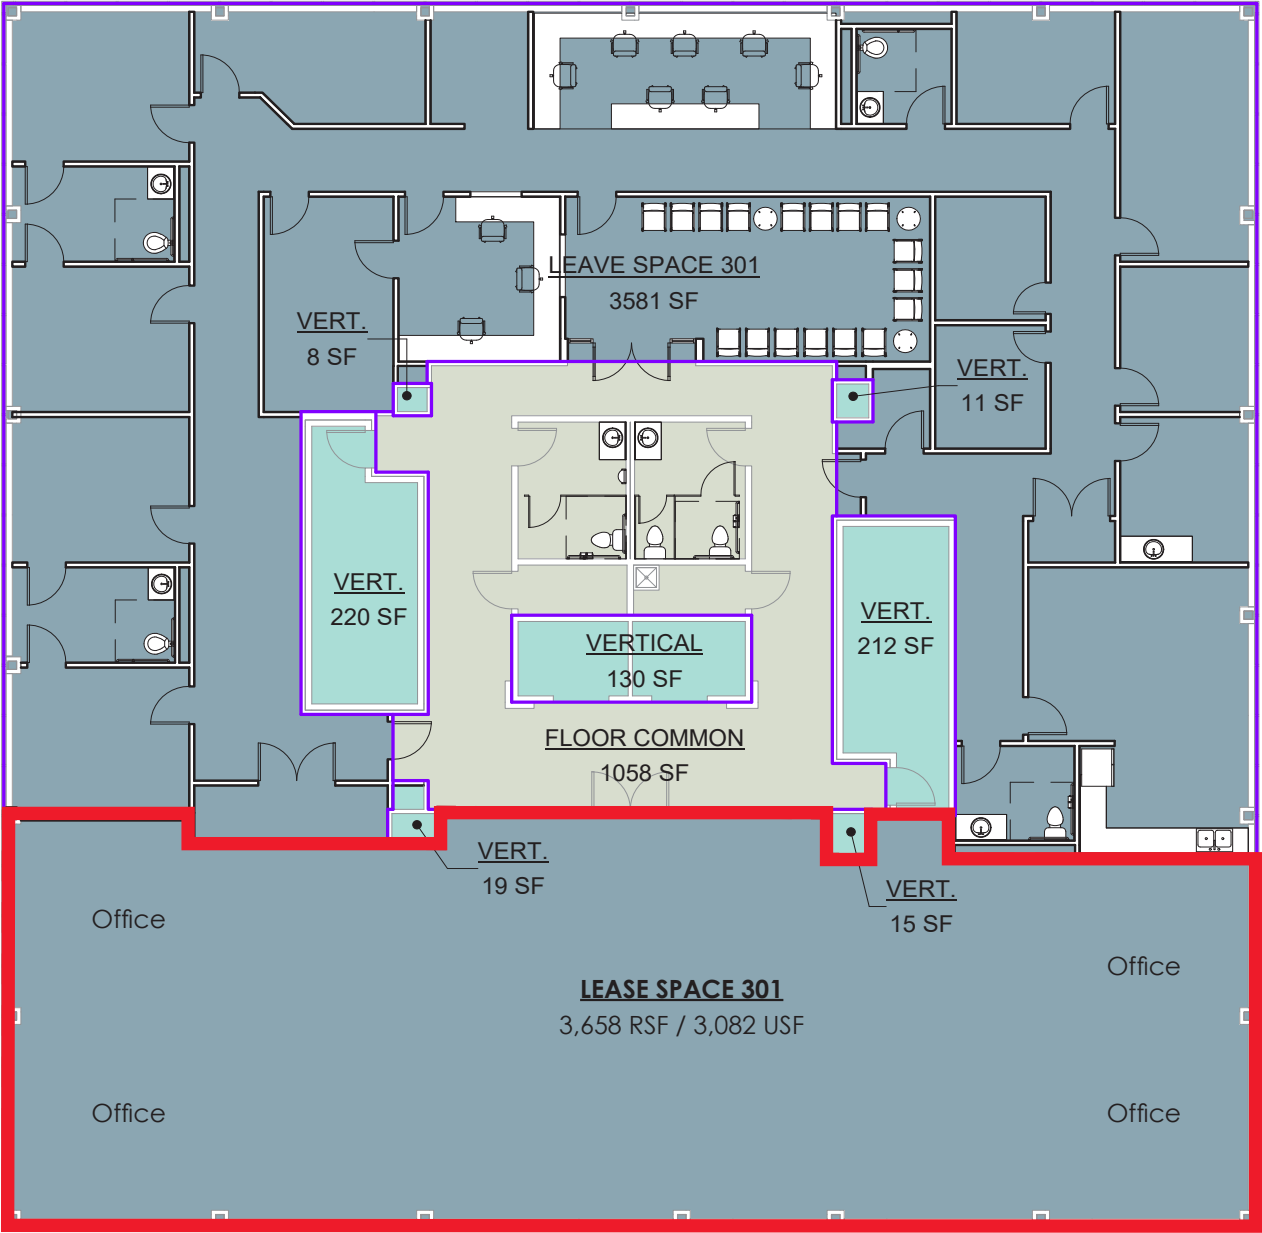 LEAVE SPACE 301
3581 SF
VERT.
8 SF
VERT.
11 SF
VERT.
220 SF
VERTICAL
130 SF
VERT.
212 SF
FLOOR COMMON
1058 SF
VERT.
19 SF
VERT.
15 SF
Office
Office
LEASE SPACE 301
3,658 RSF / 3,082 USF
Office
Office